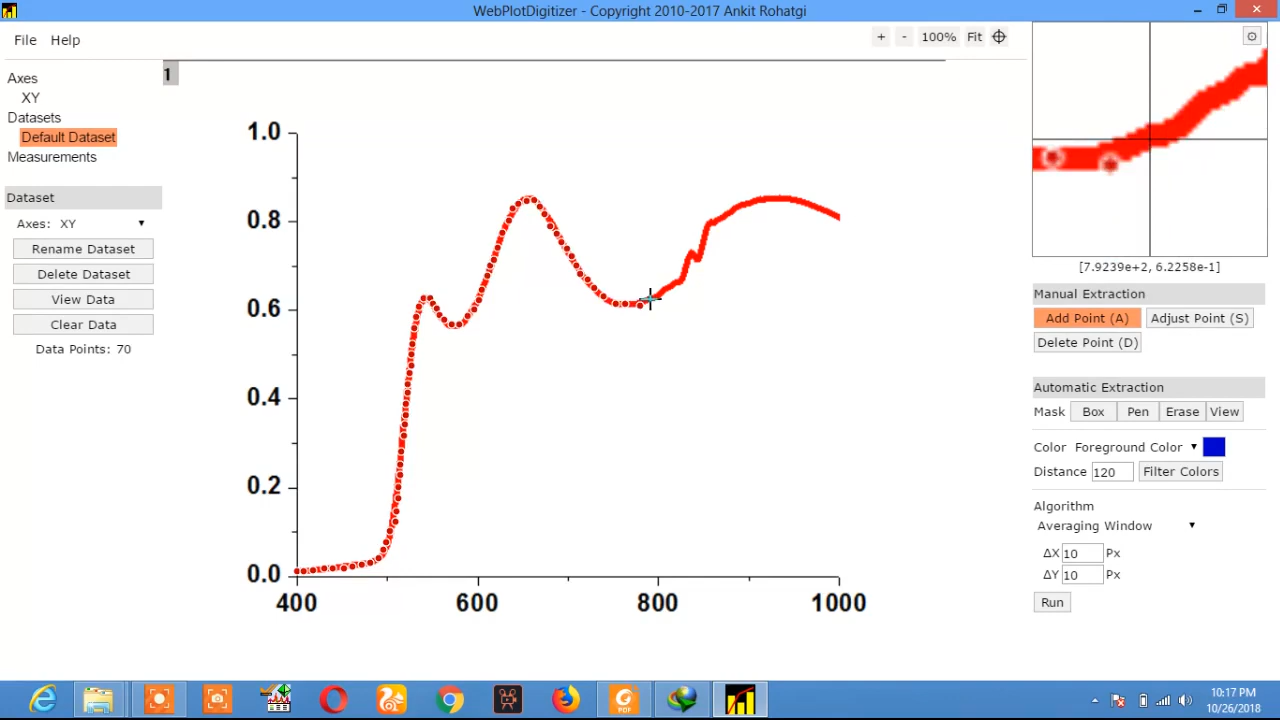 WebPlotDigitizer - Copyright 2010-2017 Ankit Rohatgi
File Help
+ - 100% Fit
Axes
XY
Datasets
Default Dataset
Measurements
Dataset
Axes: XY
Rename Dataset
Delete Dataset
View Data
Clear Data
Data Points: 70
1
1.0
0.8
0.6
0.4
0.2
0.0
400 600 800 1000
[7.9239e+2, 6.2258e-1]
Manual Extraction
Add Point (A) Adjust Point (S)
Delete Point (D)
Automatic Extraction
Mask Box Pen Erase View
Color Foreground Color
Distance 120 Filter Colors
Algorithm
Averaging Window
ΔX 10 Px
ΔY 10 Px
Run
PDF
10:17 PM
10/26/2018